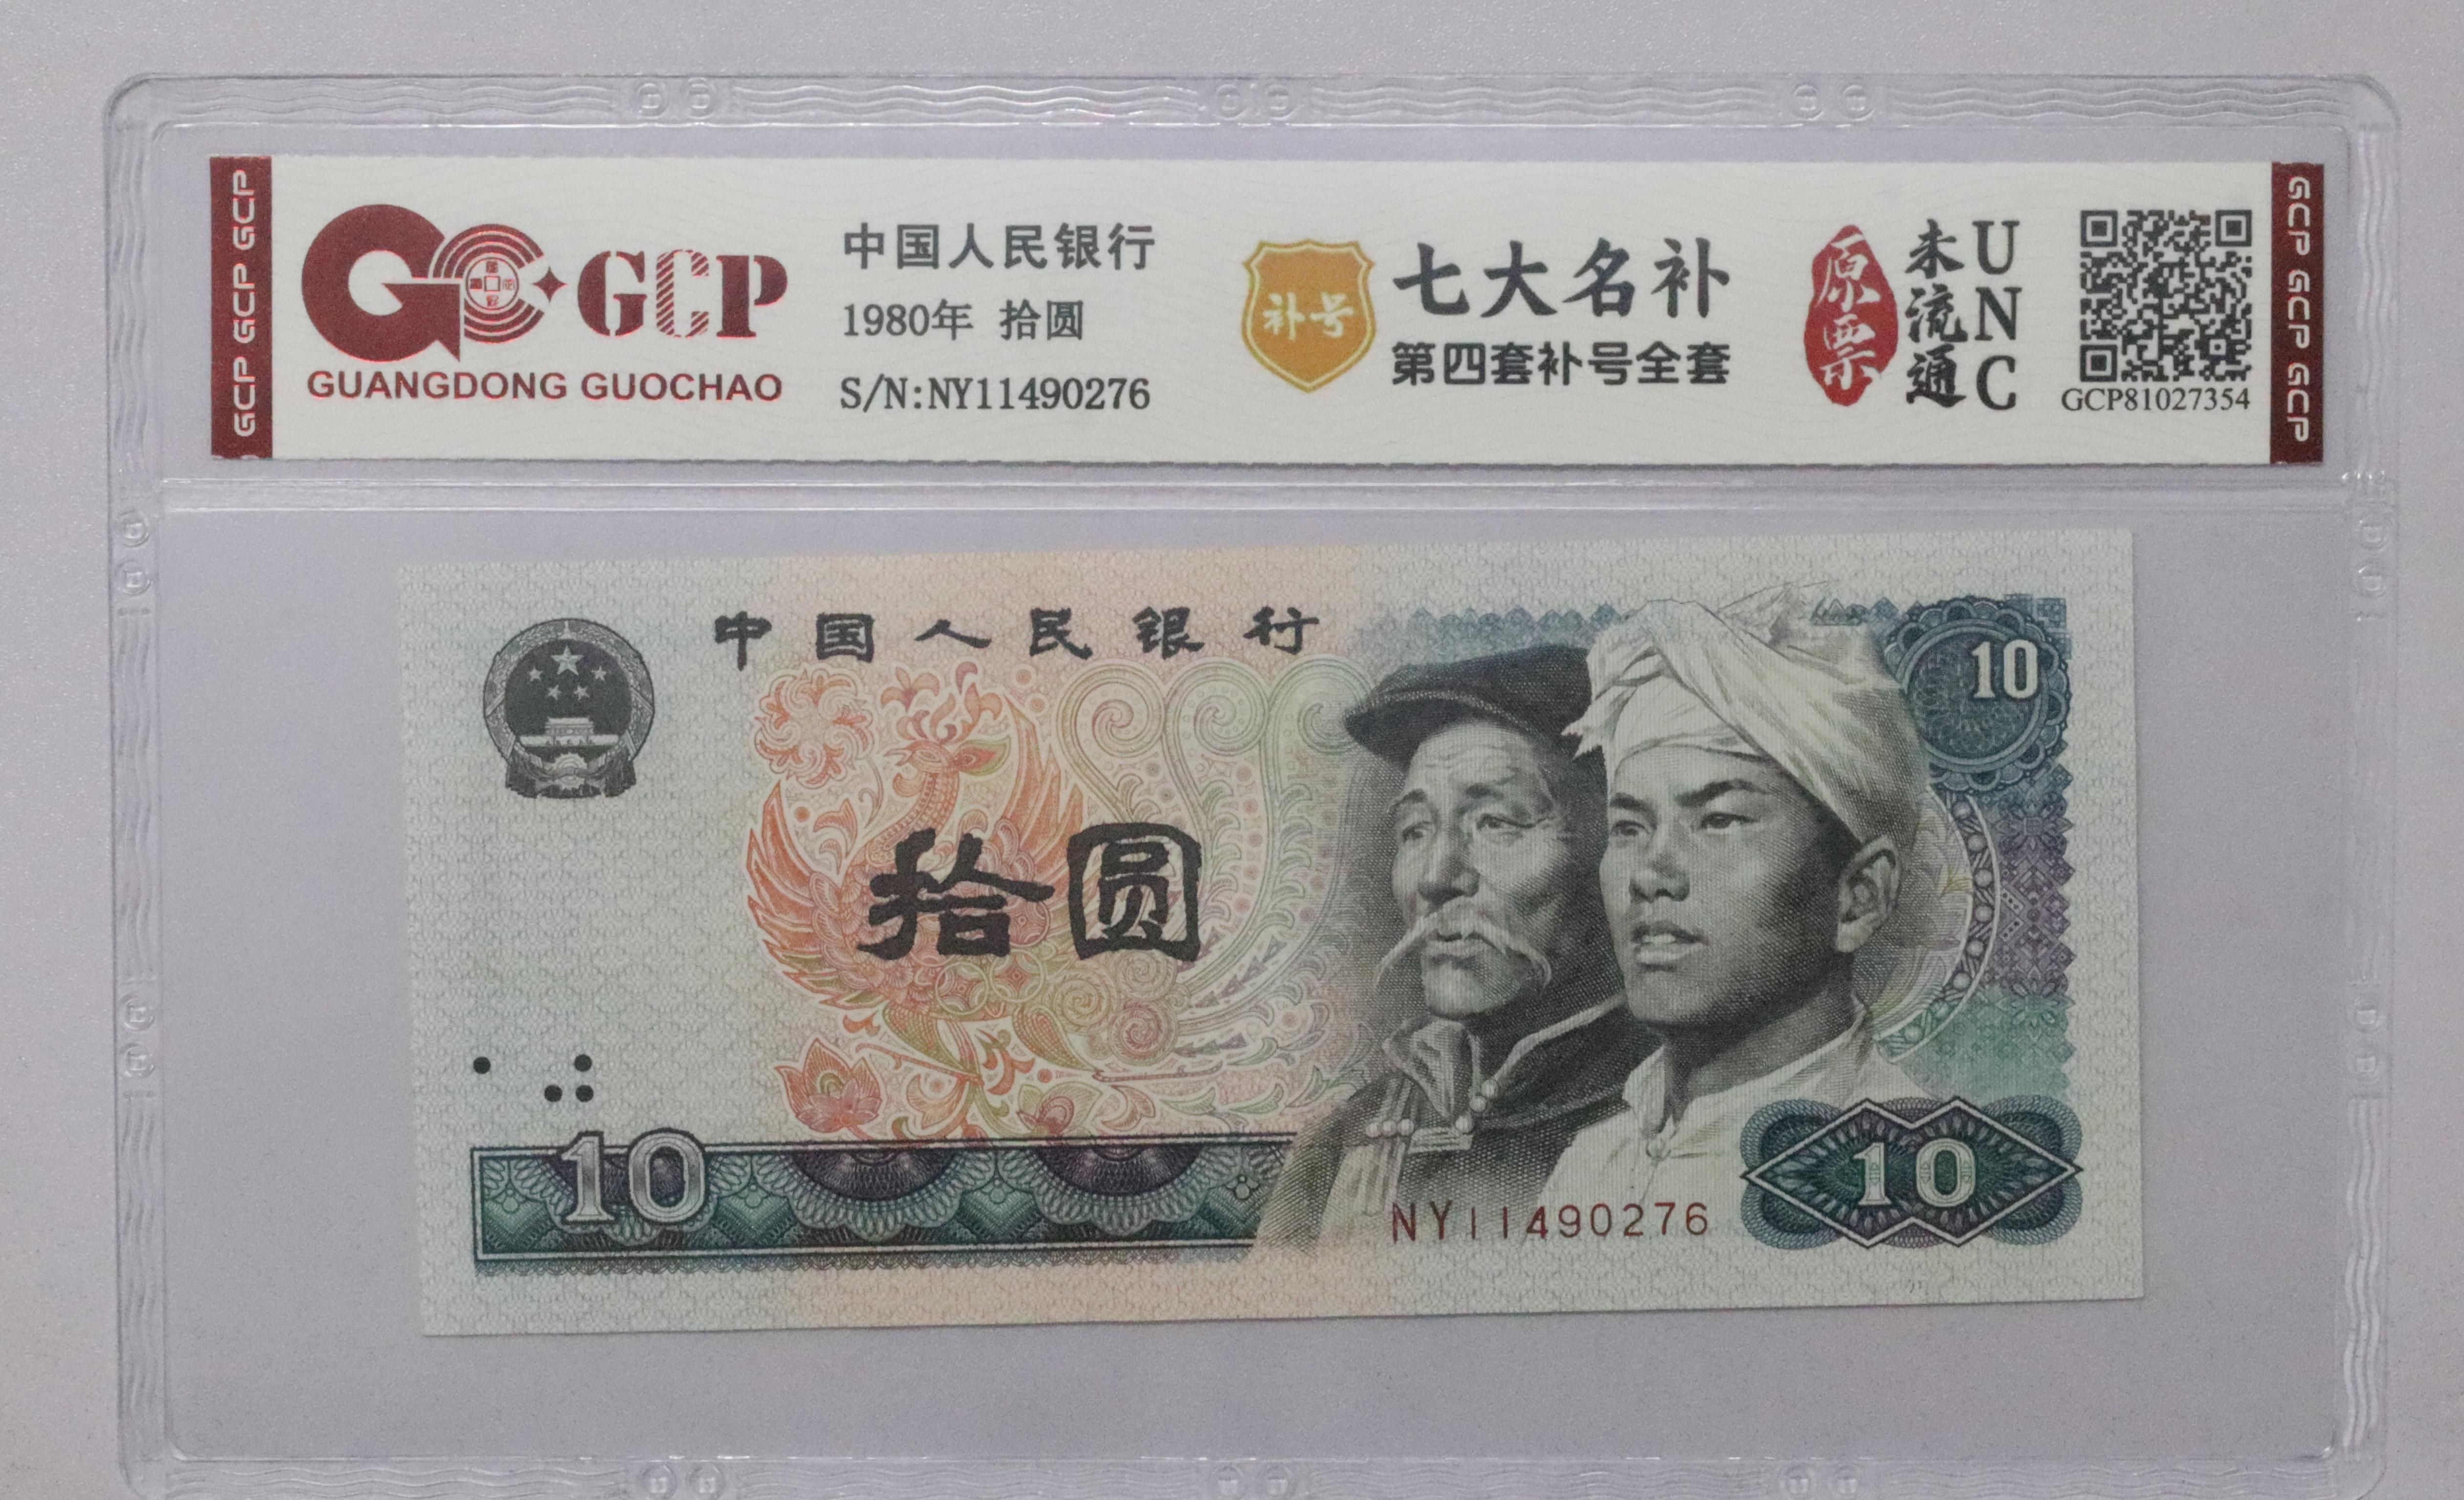 GCP GCP GCP
GCP
GUANGDONG GUOCHAO
中国人民银行
1980年 拾圆
S/N:NY11490276
补号
七大名补
第四套补号全套
原票
未流通
UNC
GCP81027354
GCP GCP GCP
中国人民银行
10
拾圆
10
NY11490276
10